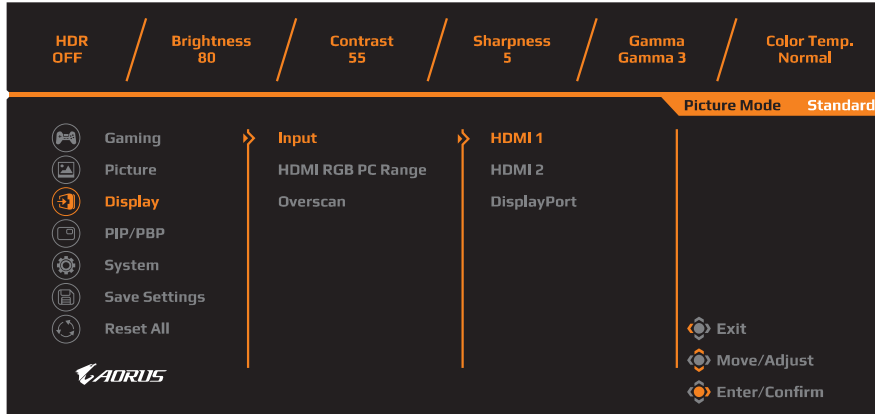 HDR Brightness Contrast Sharpness Gamma Color Temp.
OFF 80 55 5 Gamma 3 Normal
Picture Mode Standard
Gaming Input HDMI 1
Picture HDMI RGB PC Range HDMI 2
Display Overscan DisplayPort
PIP/PBP
System
Save Settings
Reset All Exit
Move/Adjust
AORUS
Enter/Confirm